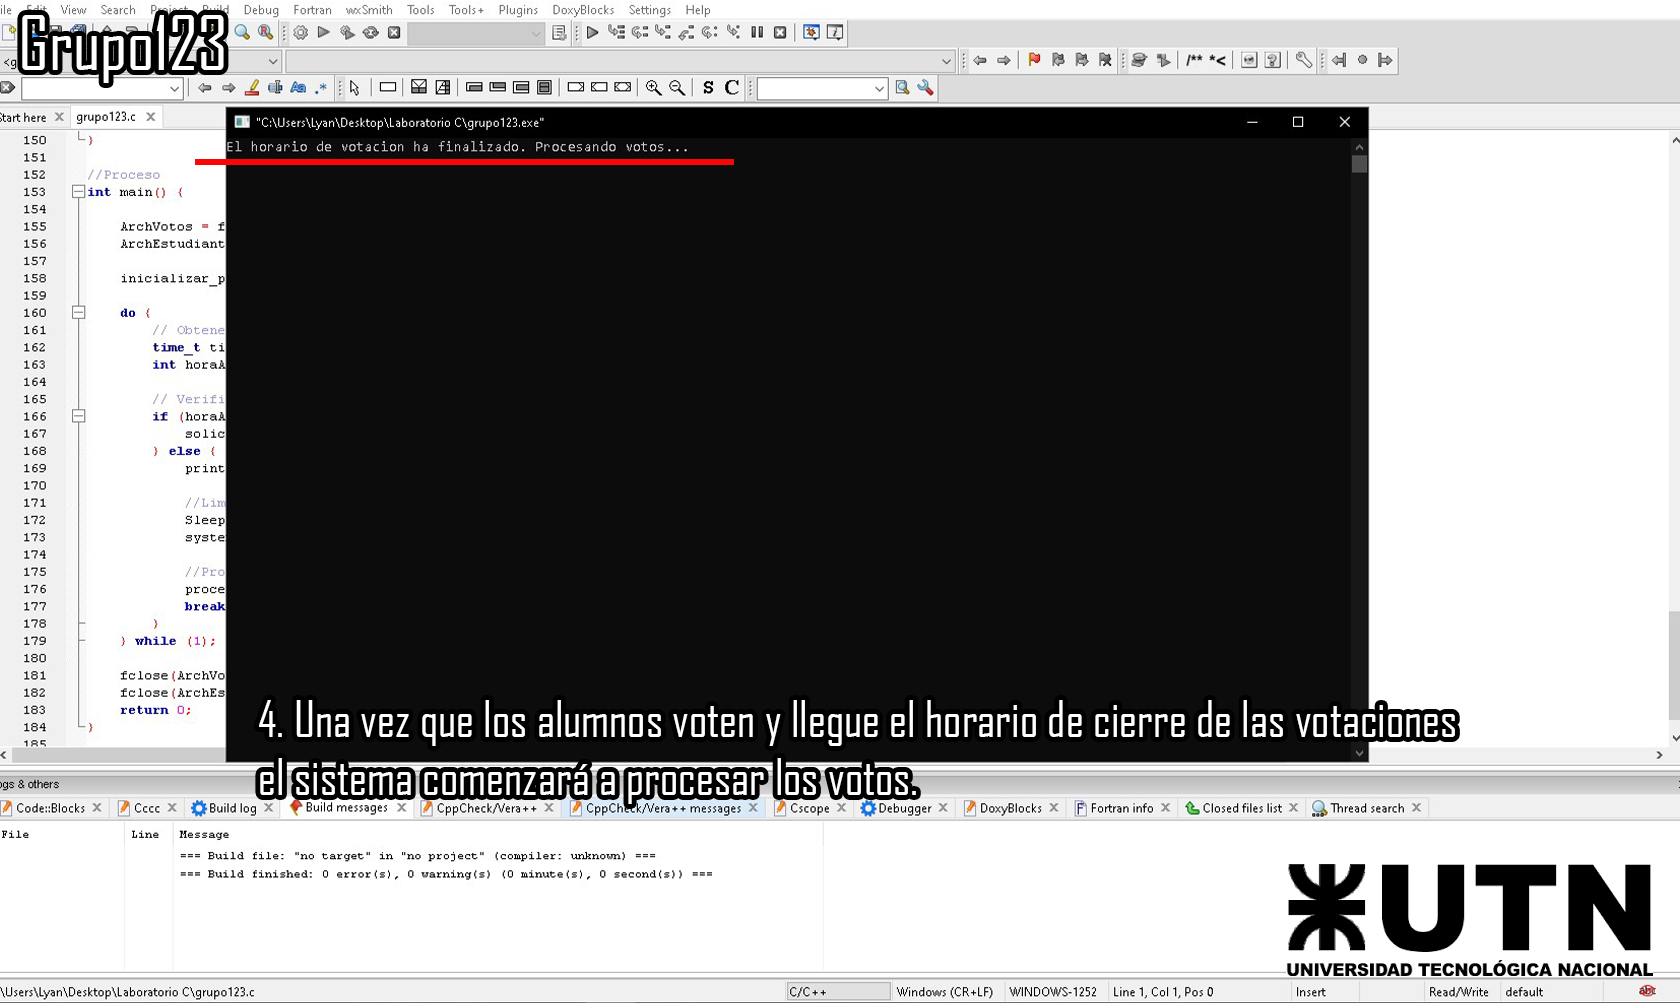 File Edit View Search Project Build Debug Fortran wxSmith Tools Tools+ Plugins DoxyBlocks Settings Help
Grupo123
/** *<
S C
Start here
grupo123.c
"C:\Users\Lyan\Desktop\Laboratorio C\grupo123.exe"
El horario de votacion ha finalizado. Procesando votos...
150 }
151
152 //Proceso
153 int main() {
154
155 ArchVotos = f
156 ArchEstudiant
157
158 inicializar_p
159
160 do {
161 // Obtene
162 time_t ti
163 int horaA
164
165 // Verifi
166 if (horaA
167 solic
168 } else {
169 print
170
171 //Lim
172 Sleep
173 syste
174
175 //Pro
176 proce
177 break
178 }
179 } while (1);
180
181 fclose(ArchVo
182 fclose(ArchEs
183 return 0;
184 }
185
4. Una vez que los alumnos voten y llegue el horario de cierre de las votaciones
el sistema comenzará a procesar los votos.
ogs & others
Code::Blocks Cccc Build log Build messages CppCheck/Vera++ CppCheck/Vera++ messages Cscope Debugger DoxyBlocks Fortran info Closed files list Thread search
File Line Message
=== Build file: "no target" in "no project" (compiler: unknown) ===
=== Build finished: 0 error(s), 0 warning(s) (0 minute(s), 0 second(s)) ===
UTN
UNIVERSIDAD TECNOLÓGICA NACIONAL
\Users\Lyan\Desktop\Laboratorio C\grupo123.c C/C++ Windows (CR+LF) WINDOWS-1252 Line 1, Col 1, Pos 0 Insert Read/Write default